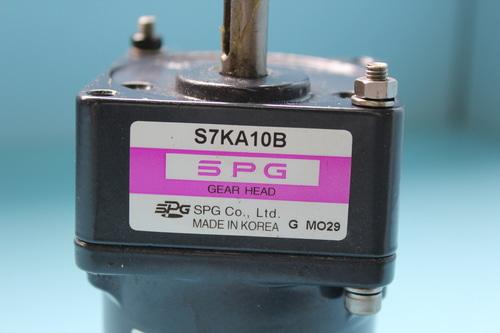 S7KA10B
SPG
GEAR HEAD
SPG SPG Co., Ltd.
MADE IN KOREA G MO29